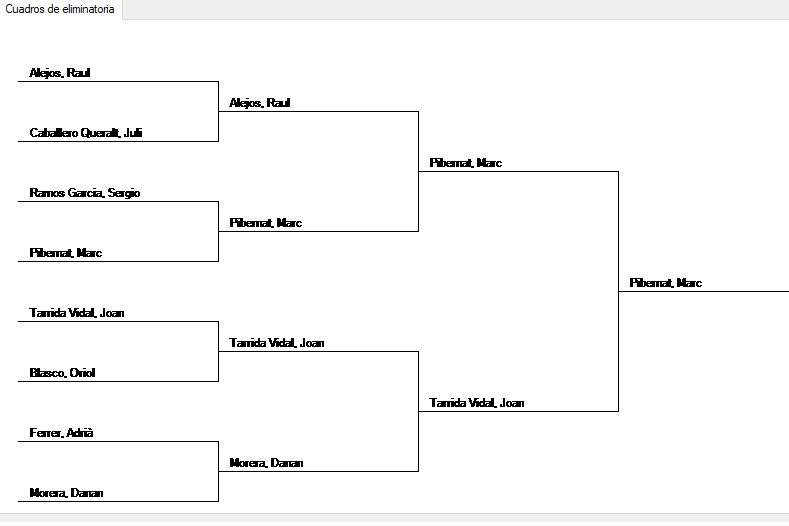 Cuadros de eliminatoria
Alejos, Raul
Caballero Queralt, Juli
Ramos Garcia, Sergio
Pibernat, Marc
Tarrida Vidal, Joan
Blasco, Oriol
Ferrer, Adrià
Morera, Danan
Alejos, Raul
Pibernat, Marc
Tarrida Vidal, Joan
Morera, Danan
Pibernat, Marc
Tarrida Vidal, Joan
Pibernat, Marc